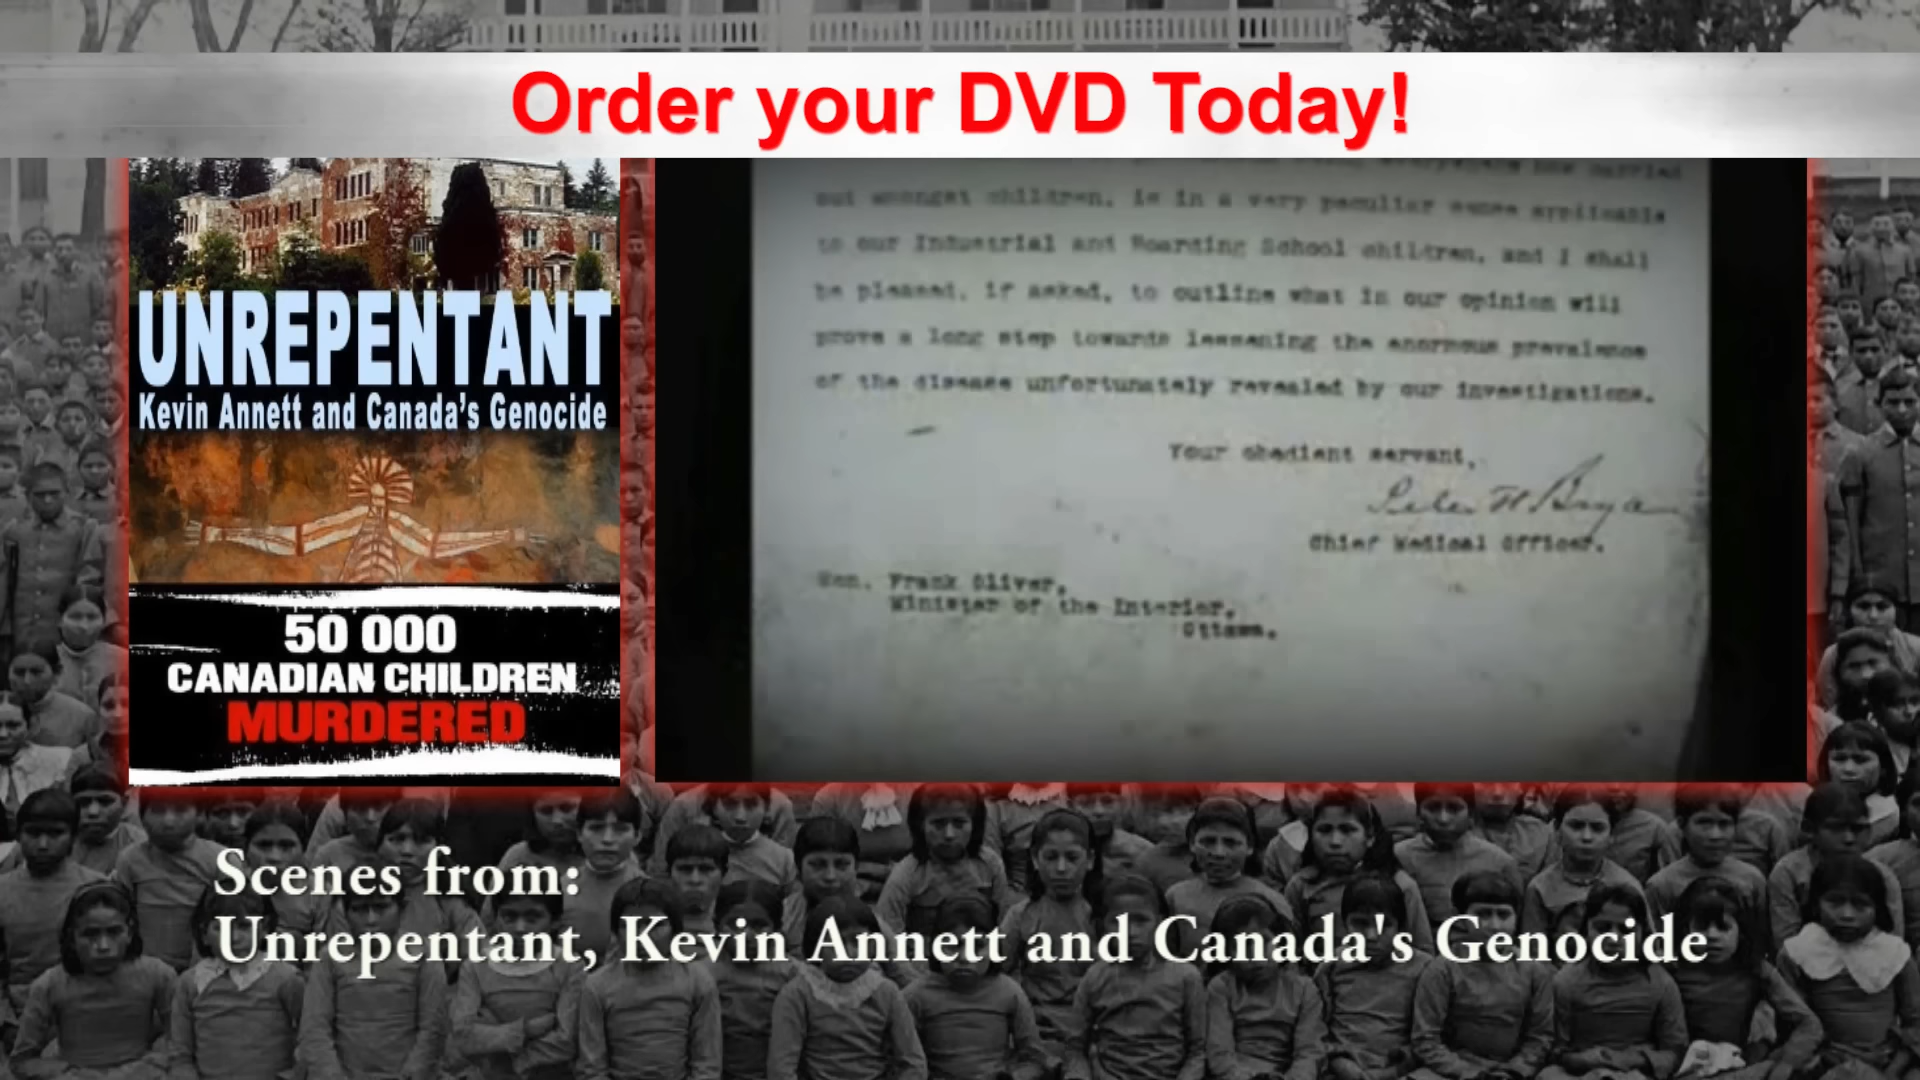 Order your DVD Today!
UNREPENTANT
Kevin Annett and Canada's Genocide
50 000
CANADIAN CHILDREN
MURDERED
carried
out amongst children, is in a very peculiar sense applicable
to our Industrial and Boarding School children, and I shall
be pleased, if asked, to outline what in our opinion will
prove a long step towards lessening the enormous prevalence
of the disease unfortunately revealed by our investigations.
Your obedient servant,
Peter H Brya
Chief Medical Officer.
Hon. Frank Oliver,
Minister of the Interior,
Ottawa.
Scenes from:
Unrepentant, Kevin Annett and Canada's Genocide